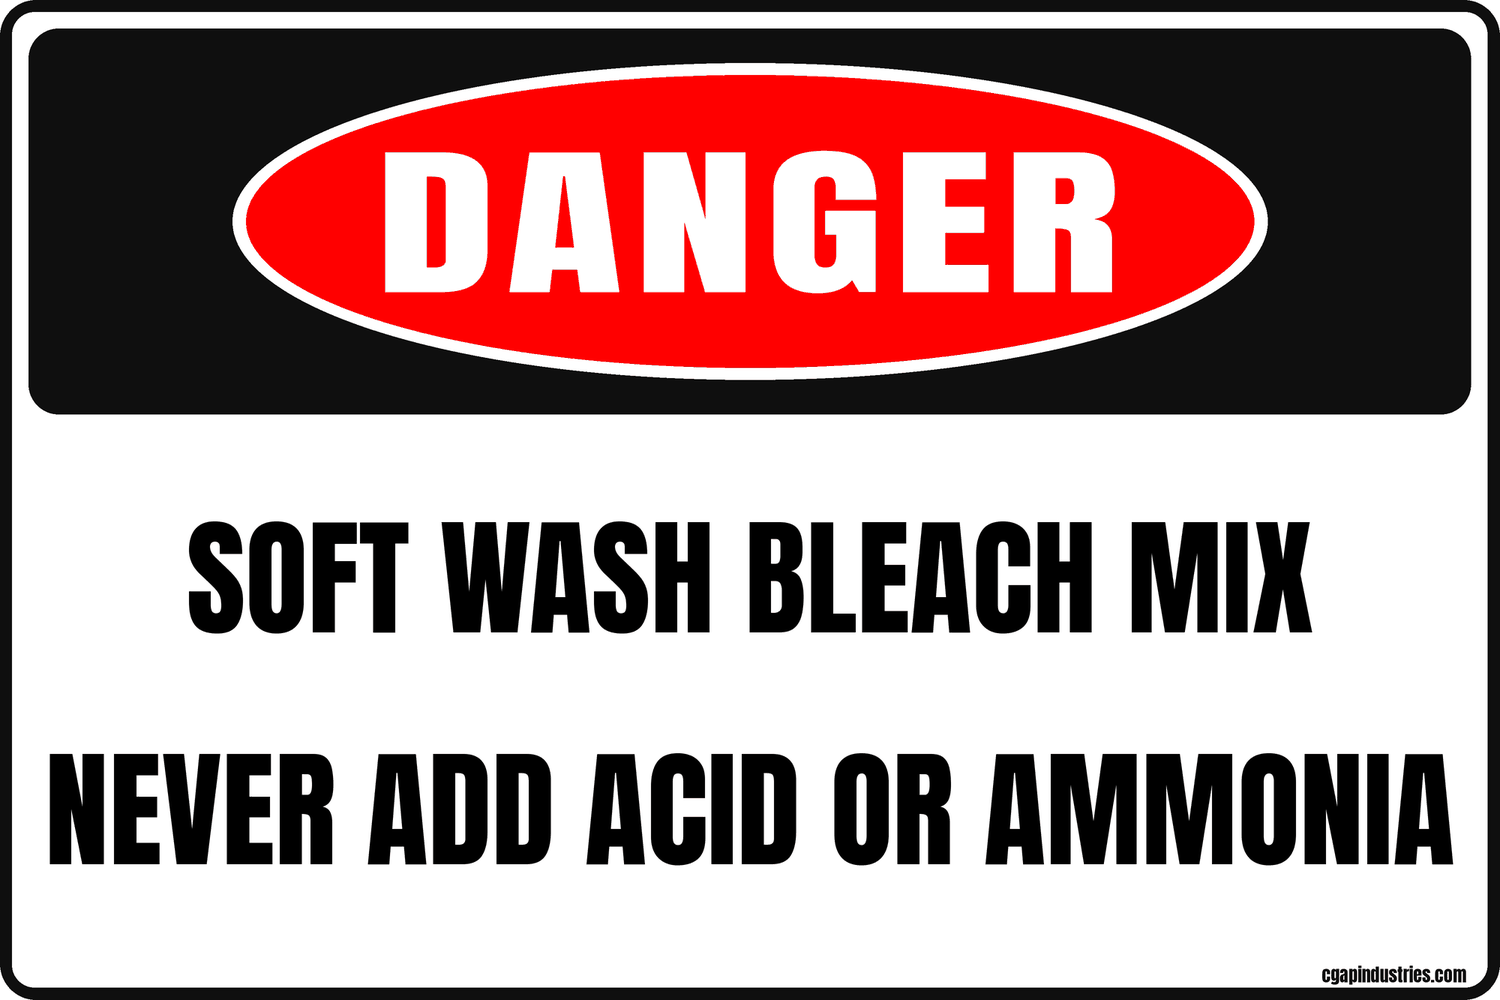 DANGER
SOFT WASH BLEACH MIX
NEVER ADD ACID OR AMMONIA
cgapindustries.com